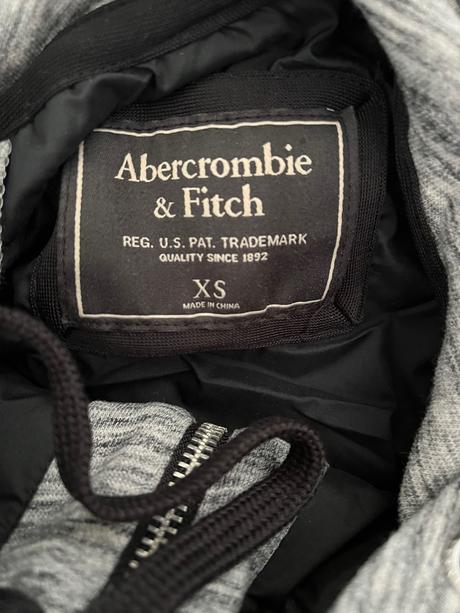 Abercrombie
& Fitch
REG. U.S. PAT. TRADEMARK
QUALITY SINCE 1892
XS
MADE IN CHINA